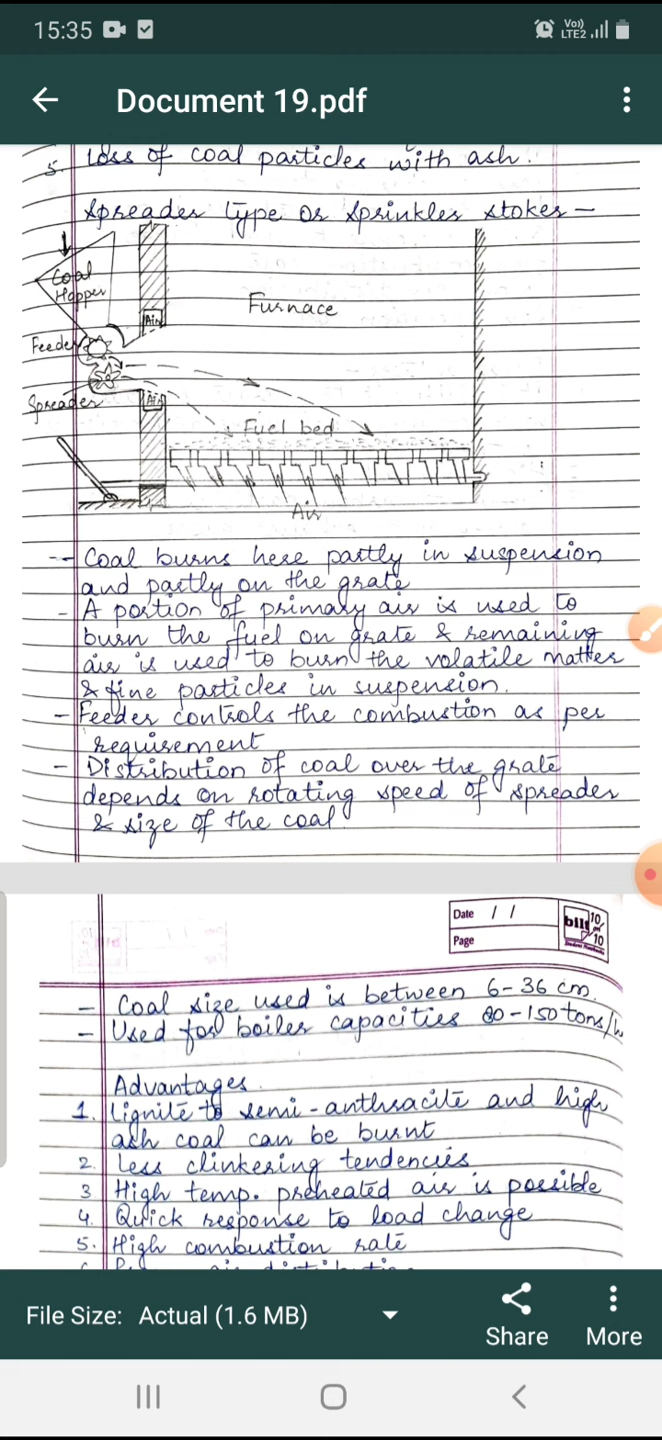 15:35
Vo))
LTE2
Document 19.pdf
5. Loss of coal particles with ash.
Spreader type or Sprinkler stoker -
Coal
Hopper
Air
Furnace
Feeder
Spreader
Air
Fuel bed
Air
- Coal burns here partly in suspension
and partly on the grate
- A portion of primary air is used to
burn the fuel on grate & remaining
air is used to burn the volatile matter
& fine particles in suspension.
- Feeder controls the combustion as per
requirement
- Distribution of coal over the grate
depends on rotating speed of spreader
& size of the coal.
Date / /
Page
bilt 10 on 10
- Coal size used is between 6-36 cm.
- Used for boiler capacities 80-150 tons/h
Advantages.
1. Lignite to semi-anthracite and high
ash coal can be burnt
2. Less clinkering tendencies
3 High temp. preheated air is possible
4. Quick response to load change
5. High combustion rate
File Size: Actual (1.6 MB)
Share
More